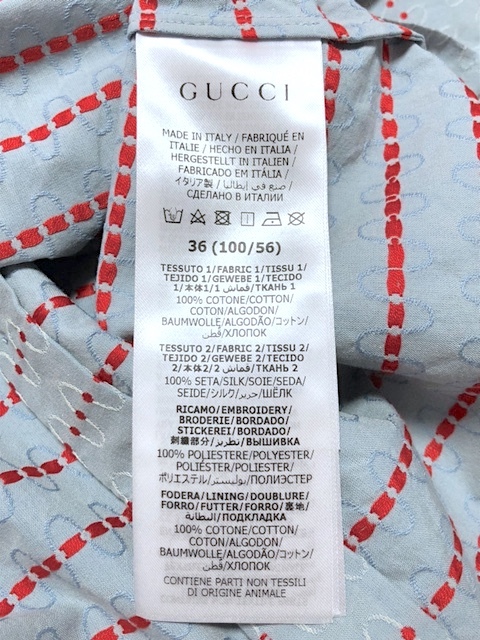 GUCCI
MADE IN ITALY / FABRIQUÉ EN
ITALIE / HECHO EN ITALIA /
HERGESTELLT IN ITALIEN /
FABRICADO EM ITÁLIA /
イタリア製 / صنع في إيطاليا /
СДЕЛАНО В ИТАЛИИ
36 (100/56)
TESSUTO 1/FABRIC 1/TISSU 1/
TEJIDO 1/GEWEBE 1/TECIDO
1/本体1/1 قماش/ТКАНЬ 1
100% COTONE/COTTON/
COTON/ALGODON/
BAUMWOLLE/ALGODÃO/コットン/
قطن/ХЛОПОК
TESSUTO 2/FABRIC 2/TISSU 2/
TEJIDO 2/GEWEBE 2/TECIDO
2/本体2/2 قماش/ТКАНЬ 2
100% SETA/SILK/SOIE/SEDA/
SEIDE/シルク/حرير/ШЁЛК
RICAMO/EMBROIDERY/
BRODERIE/BORDADO/
STICKEREI/BORDADO/
刺繍部分/تطريز/ВЫШИВКА
100% POLIESTERE/POLYESTER/
POLIÉSTER/POLIESTER/
ポリエステル/بوليستر/ПОЛИЭСТЕР
FODERA/LINING/DOUBLURE/
FORRO/FUTTER/FORRO/裏地/
البطانة/ПОДКЛАДКА
100% COTONE/COTTON/
COTON/ALGODON/
BAUMWOLLE/ALGODÃO/コットン/
قطن/ХЛОПОК
CONTIENE PARTI NON TESSILI
DI ORIGINE ANIMALE